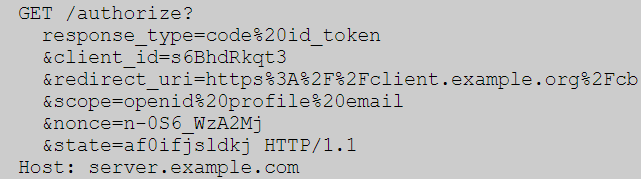 GET /authorize?
response_type=code%20id_token
&client_id=s6BhdRkqt3
&redirect_uri=https%3A%2F%2Fclient.example.org%2Fcb
&scope=openid%20profile%20email
&nonce=n-0S6_WzA2Mj
&state=af0ifjsldkj HTTP/1.1
Host: server.example.com